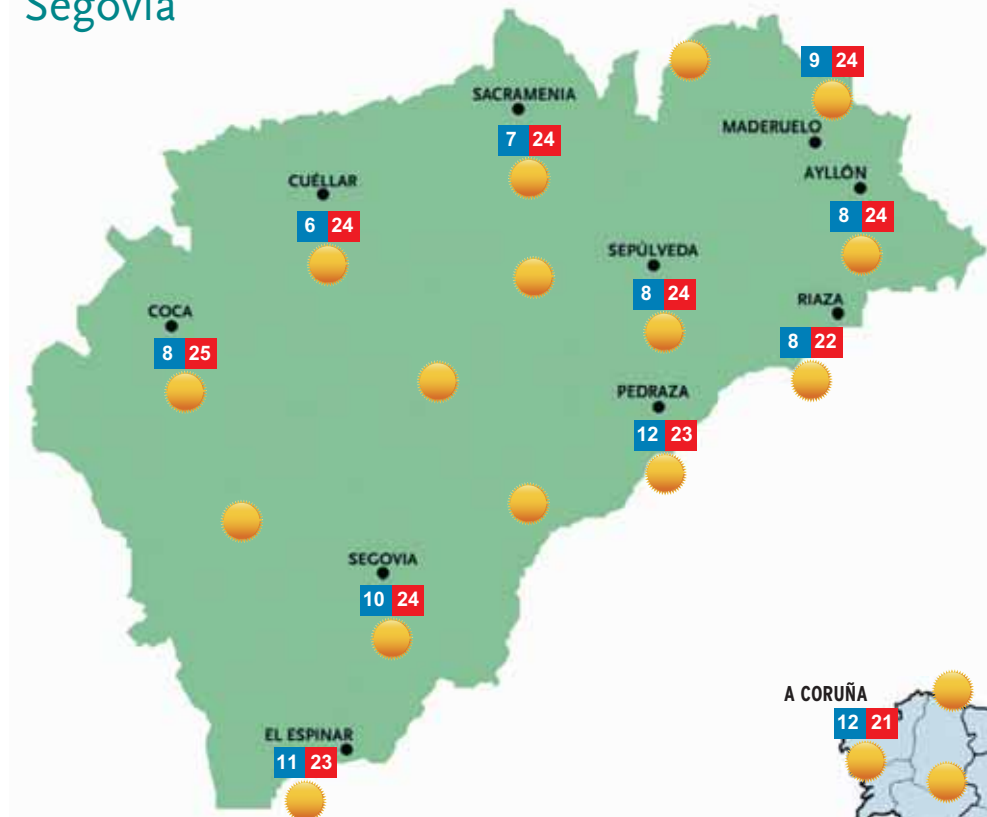 Segovia
9 24
SACRAMENIA
MADERUELO
7 24
AYLLÓN
CUÉLLAR
8 24
6 24
SEPÚLVEDA
8 24
RIAZA
COCA
8 22
8 25
PEDRAZA
12 23
SEGOVIA
10 24
A CORUÑA
12 21
EL ESPINAR
11 23